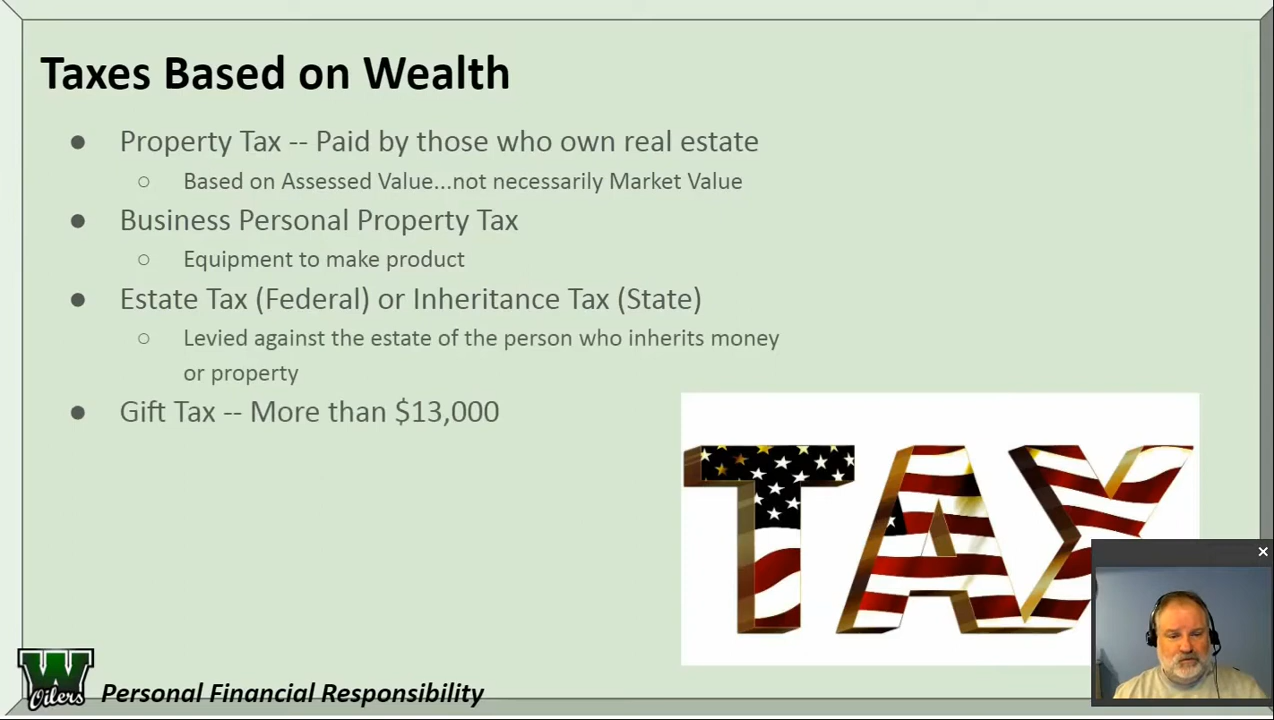 Taxes Based on Wealth
● Property Tax -- Paid by those who own real estate
○ Based on Assessed Value...not necessarily Market Value
● Business Personal Property Tax
○ Equipment to make product
● Estate Tax (Federal) or Inheritance Tax (State)
○ Levied against the estate of the person who inherits money
or property
● Gift Tax -- More than $13,000
TAX
W
Oilers
Personal Financial Responsibility